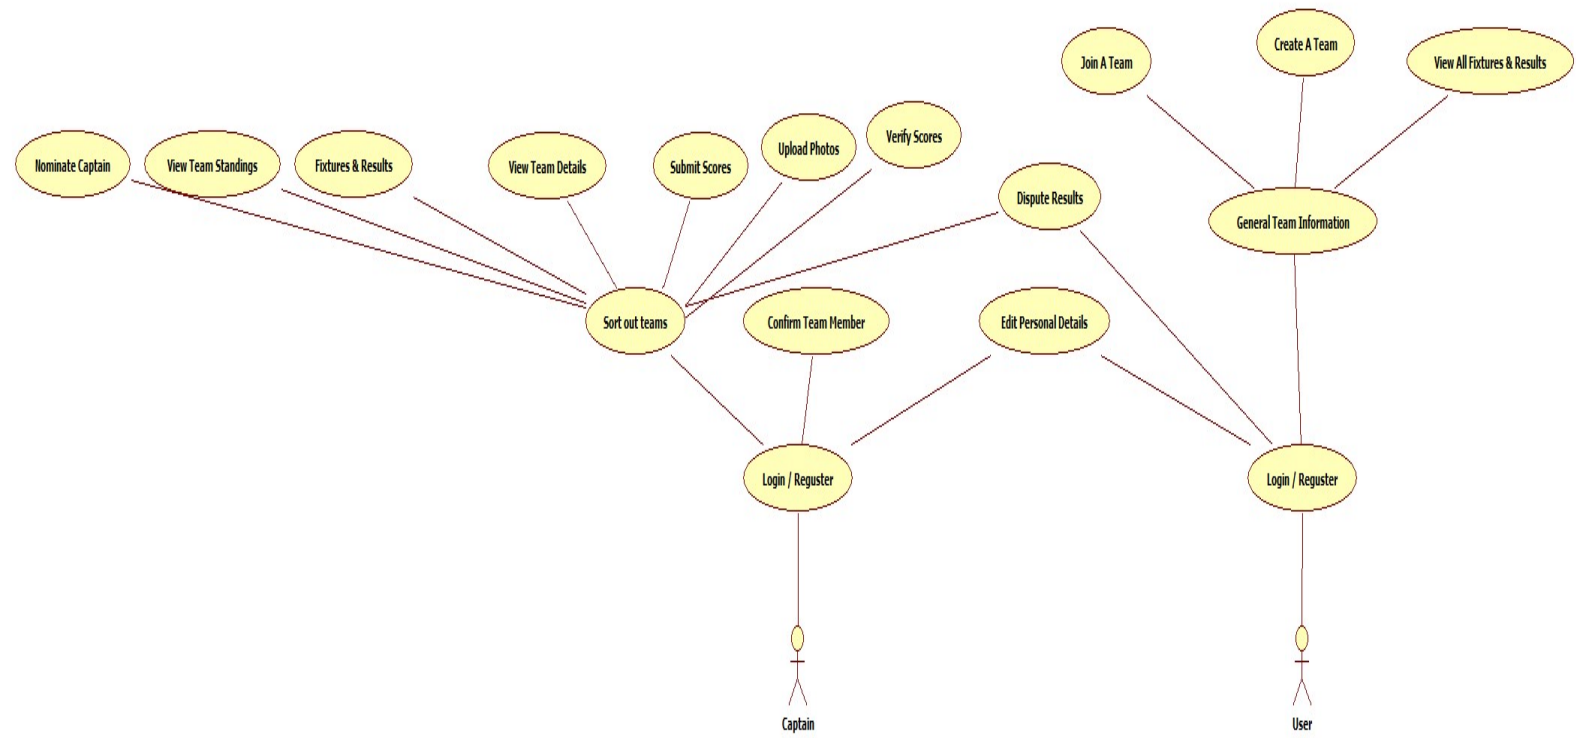 Create A Team
Join A Team
View All Fixtures & Results
Verify Scores
Upload Photos
Nominate Captain
View Team Standings
Fixtures & Results
View Team Details
Submit Scores
Dispute Results
General Team Information
Sort out teams
Confirm Team Member
Edit Personal Details
Login / Reguster
Login / Reguster
Captain
User